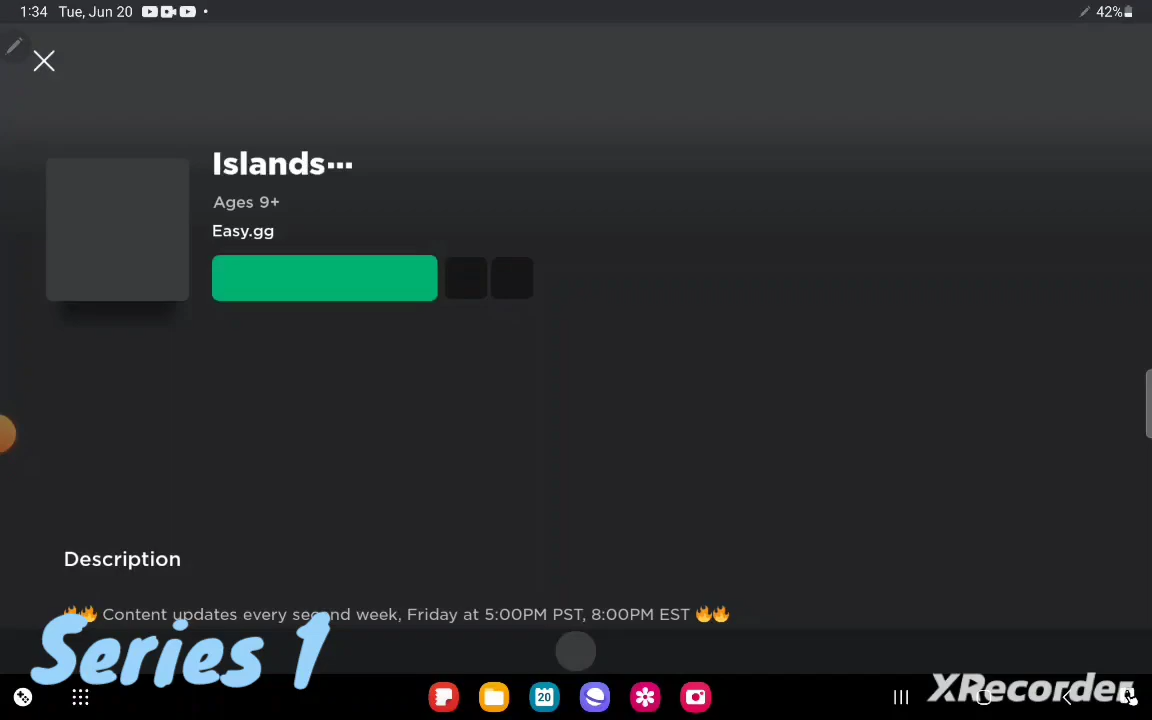 1:34 Tue, Jun 20
42%
Islands...
Ages 9+
Easy.gg
Description
🔥🔥 Content updates every second week, Friday at 5:00PM PST, 8:00PM EST 🔥🔥
Series 1
20
XRecorder